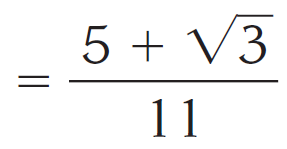 = (5 + √3) / 11